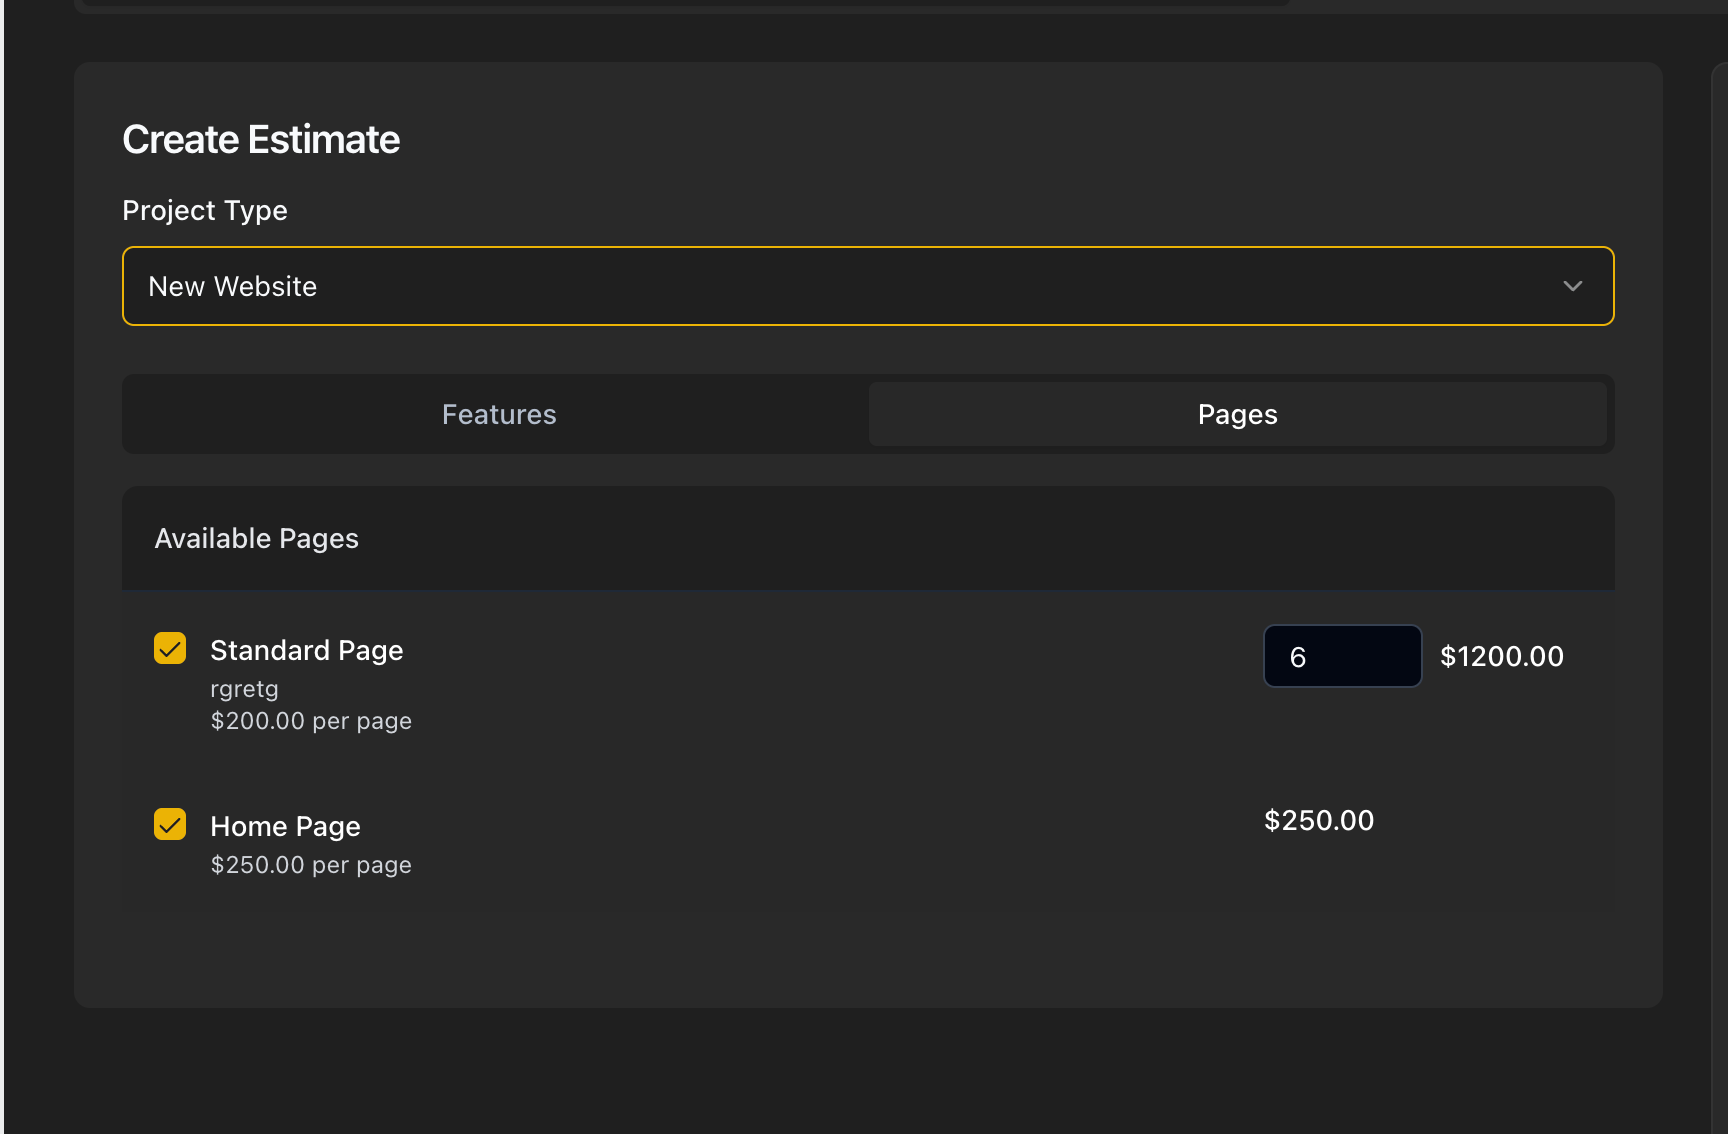 Create Estimate
Project Type
New Website
Features
Pages
Available Pages
Standard Page
6
$1200.00
rgretg
$200.00 per page
Home Page
$250.00
$250.00 per page